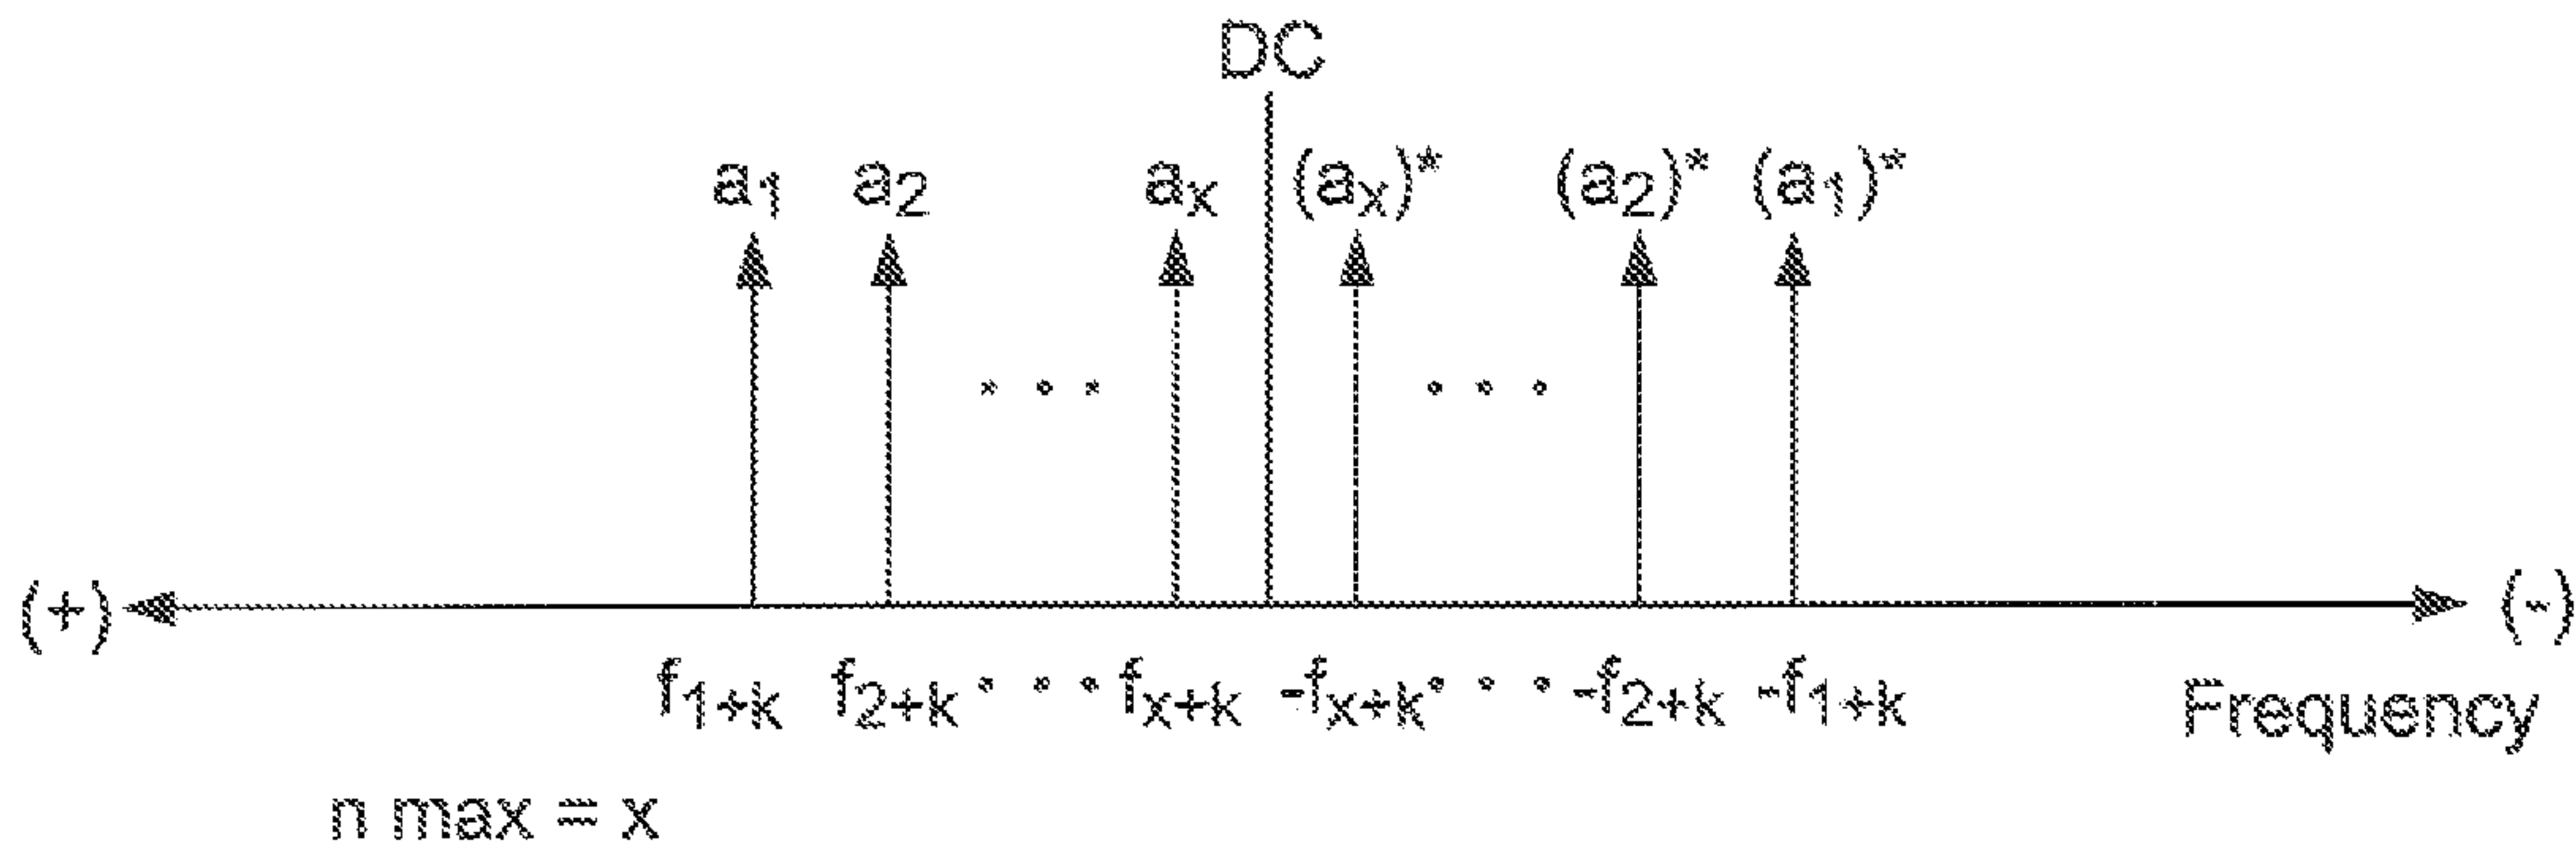 DC
a1 a2 ax (ax)* (a2)* (a1)*
. . . . . .
(+) (-)
f1+k f2+k . . . fx+k -fx+k . . . -f2+k -f1+k Frequency
n max = x